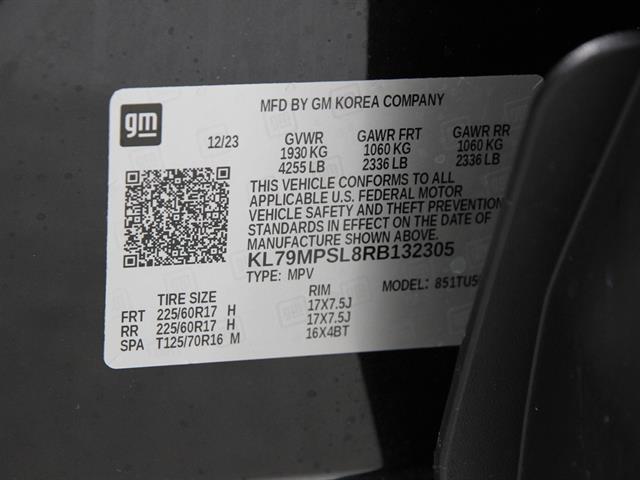 MFD BY GM KOREA COMPANY
gm
12/23 GVWR GAWR FRT GAWR RR
1930 KG 1060 KG 1060 KG
4255 LB 2336 LB 2336 LB
THIS VEHICLE CONFORMS TO ALL
APPLICABLE U.S. FEDERAL MOTOR
VEHICLE SAFETY AND THEFT PREVENTION
STANDARDS IN EFFECT ON THE DATE OF
MANUFACTURE SHOWN ABOVE.
KL79MPSL8RB132305
TYPE: MPV MODEL:
TIRE SIZE RIM
FRT 225/60R17 H 17X7.5J
RR 225/60R17 H 17X7.5J
SPA T125/70R16 M 16X4BT